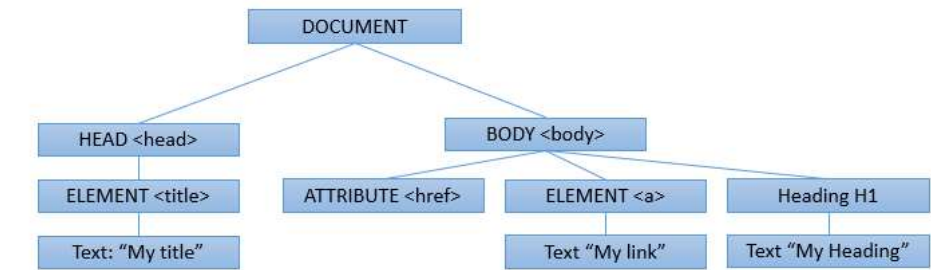 DOCUMENT
HEAD <head>
BODY <body>
ELEMENT <title>
ATTRIBUTE <href>
ELEMENT <a>
Heading H1
Text: “My title”
Text “My link”
Text “My Heading”